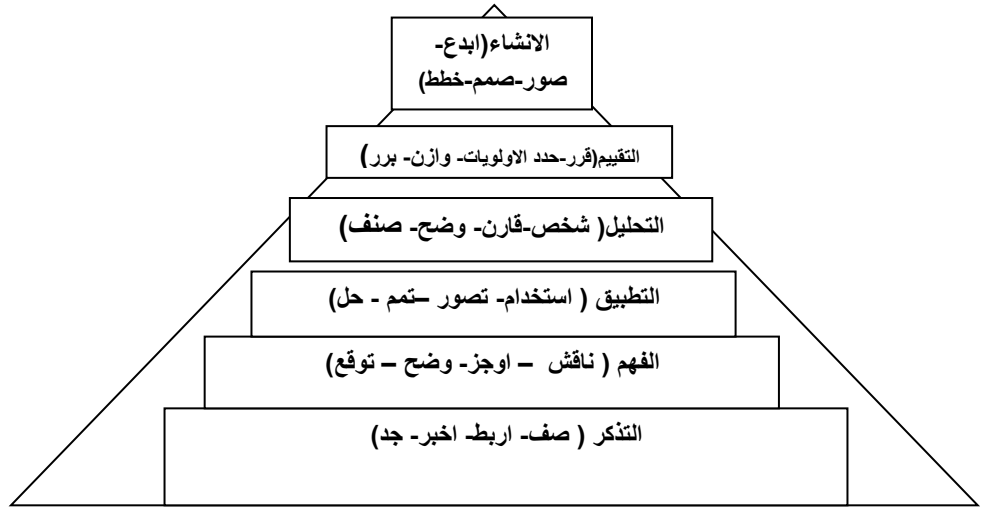 الانشاء(ابدع-
صور-صمم-خطط)
التقييم(قرر-حدد الاولويات- وازن- برر)
التحليل( شخص-قارن- وضح- صنف)
التطبيق ( استخدام- تصور –تمم - حل)
الفهم ( ناقش – اوجز- وضح – توقع)
التذكر ( صف- اربط- اخبر- جد)